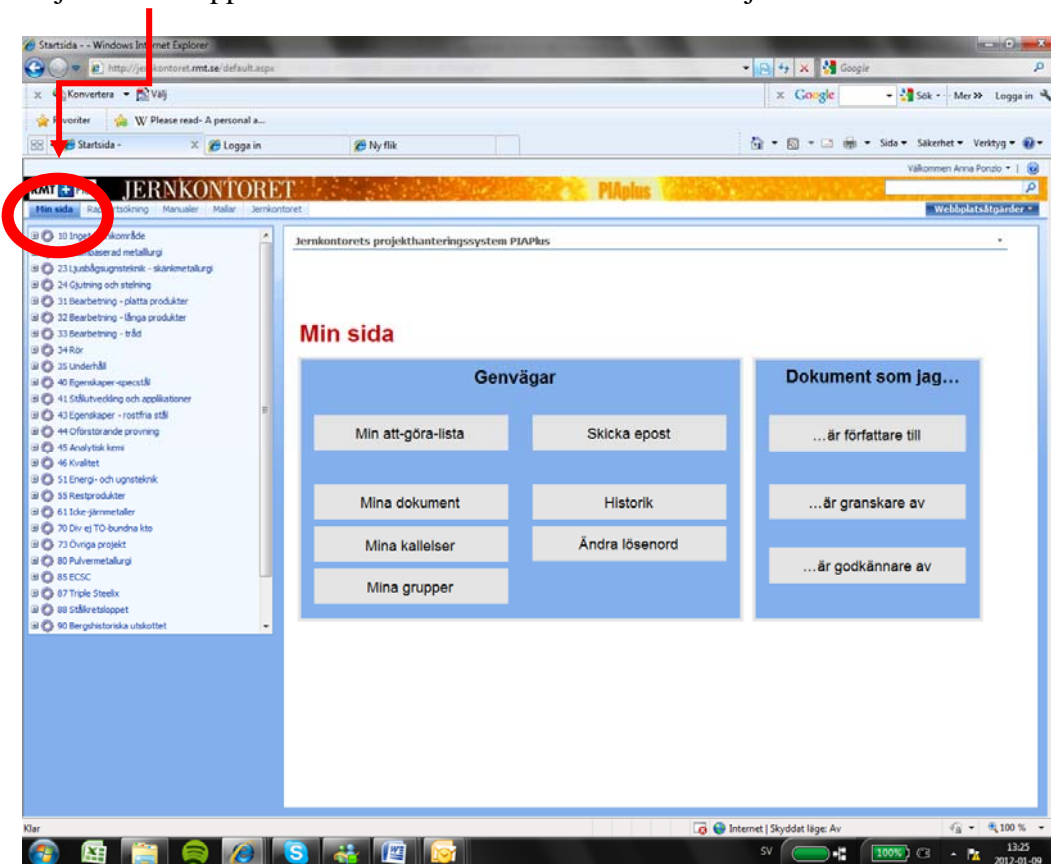 Startsida - - Windows Internet Explorer
http://jernkontoret.rmt.se/default.aspx
Google
x Konvertera Välj
x Google Sök Mer >> Logga in
Favoriter W Please read- A personal a...
Startsida - x Logga in Ny flik
Sida Säkerhet Verktyg
Välkommen Anna Ponzio
RMT JERNKONTORET PIAplus
Min sida Rapportsökning Manualer Mallar Jernkontoret
Webbplatsåtgärder
Jernkontorets projekthanteringssystem PIAPlus
10 Inget
23 Ljusbågsugnsteknik - skänkmetallurgi
24 Gjutning och stelning
31 Bearbetning - platta produkter
32 Bearbetning - långa produkter
33 Bearbetning - tråd
34 Rör
35 Underhåll
40 Egenskaper-specstål
41 Stålutveckling och applikationer
43 Egenskaper - rostfria stål
44 Oförstörande provning
45 Analytisk kemi
46 Kvalitet
51 Energi- och ugnsteknik
55 Restprodukter
61 Icke-järnmetaller
70 Div ej TO-bundna kto
73 Övriga projekt
80 Pulvermetallurgi
85 ECSC
87 Triple Steelix
88 Stålkretsloppet
90 Bergshistoriska utskottet
Min sida
Genvägar
Min att-göra-lista
Skicka epost
Mina dokument
Historik
Mina kallelser
Ändra lösenord
Mina grupper
Dokument som jag...
...är författare till
...är granskare av
...är godkännare av
Klar
Internet | Skyddat läge: Av
100 %
SV
100%
13:25
2012-01-09